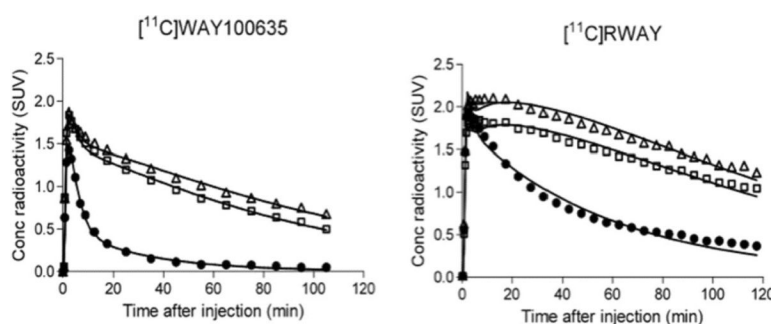 [¹¹C]WAY100635
Conc radioactivity (SUV)
2.5
2.0
1.5
1.0
0.5
0.0
0 20 40 60 80 100 120
Time after injection (min)
[¹¹C]RWAY
Conc radioactivity (SUV)
2.5
2.0
1.5
1.0
0.5
0.0
0 20 40 60 80 100 120
Time after injection (min)